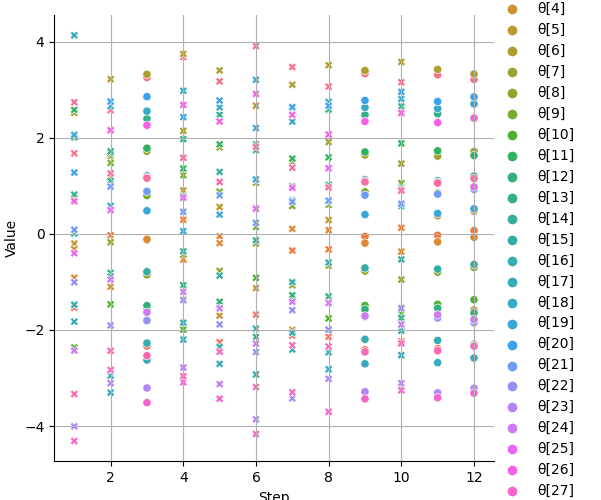 4
2
0
−2
−4
Value
2
4
6
8
10
12
Step
θ[4]
θ[5]
θ[6]
θ[7]
θ[8]
θ[9]
θ[10]
θ[11]
θ[12]
θ[13]
θ[14]
θ[15]
θ[16]
θ[17]
θ[18]
θ[19]
θ[20]
θ[21]
θ[22]
θ[23]
θ[24]
θ[25]
θ[26]
θ[27]